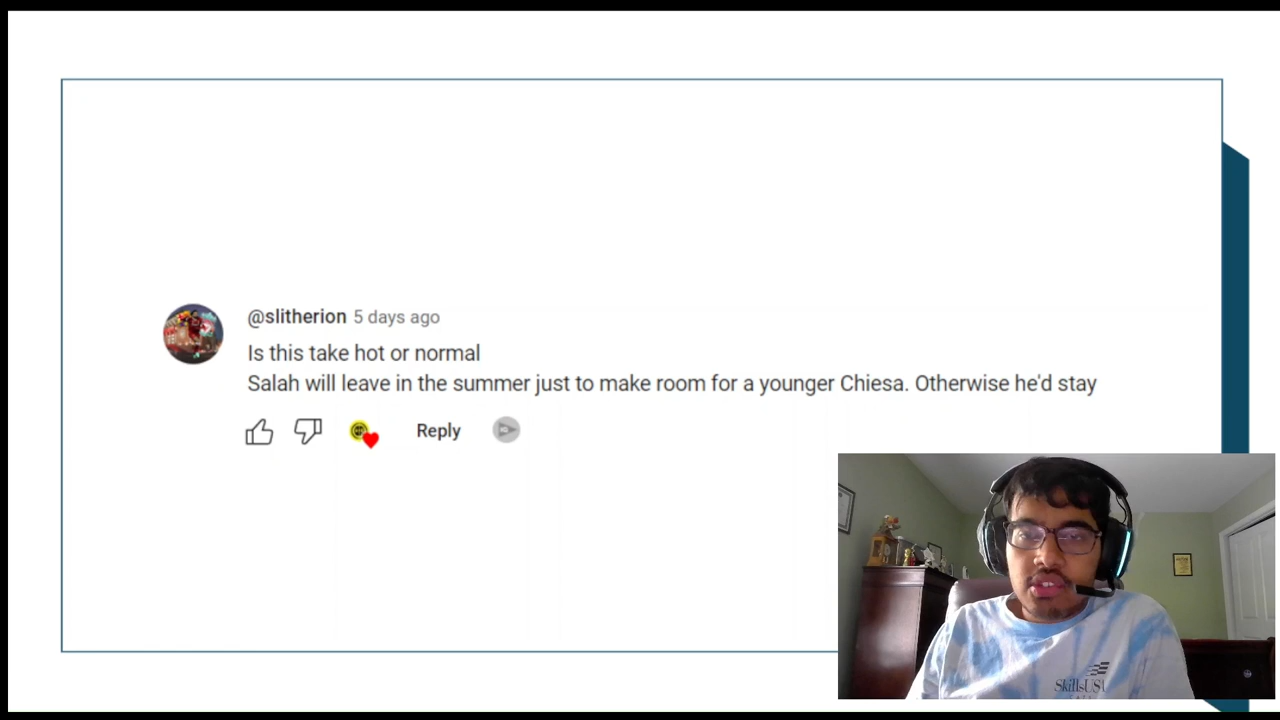 @slitherion 5 days ago
Is this take hot or normal
Salah will leave in the summer just to make room for a younger Chiesa. Otherwise he'd stay
Reply
SkillsUSA